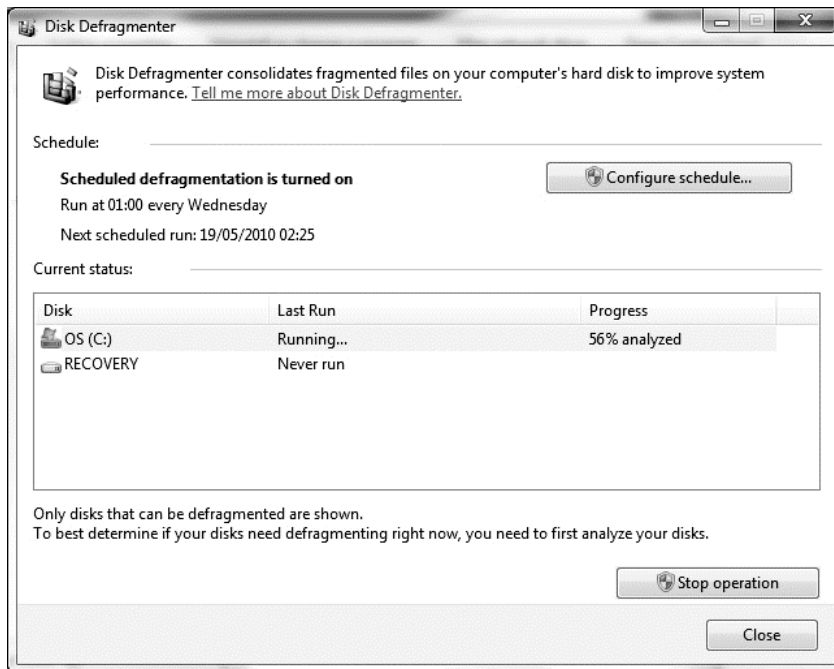 Disk Defragmenter
Disk Defragmenter consolidates fragmented files on your computer's hard disk to improve system
performance. Tell me more about Disk Defragmenter.
Schedule:
Scheduled defragmentation is turned on
Configure schedule...
Run at 01:00 every Wednesday
Next scheduled run: 19/05/2010 02:25
Current status:
Disk Last Run Progress
OS (C:) Running... 56% analyzed
RECOVERY Never run
Only disks that can be defragmented are shown.
To best determine if your disks need defragmenting right now, you need to first analyze your disks.
Stop operation
Close